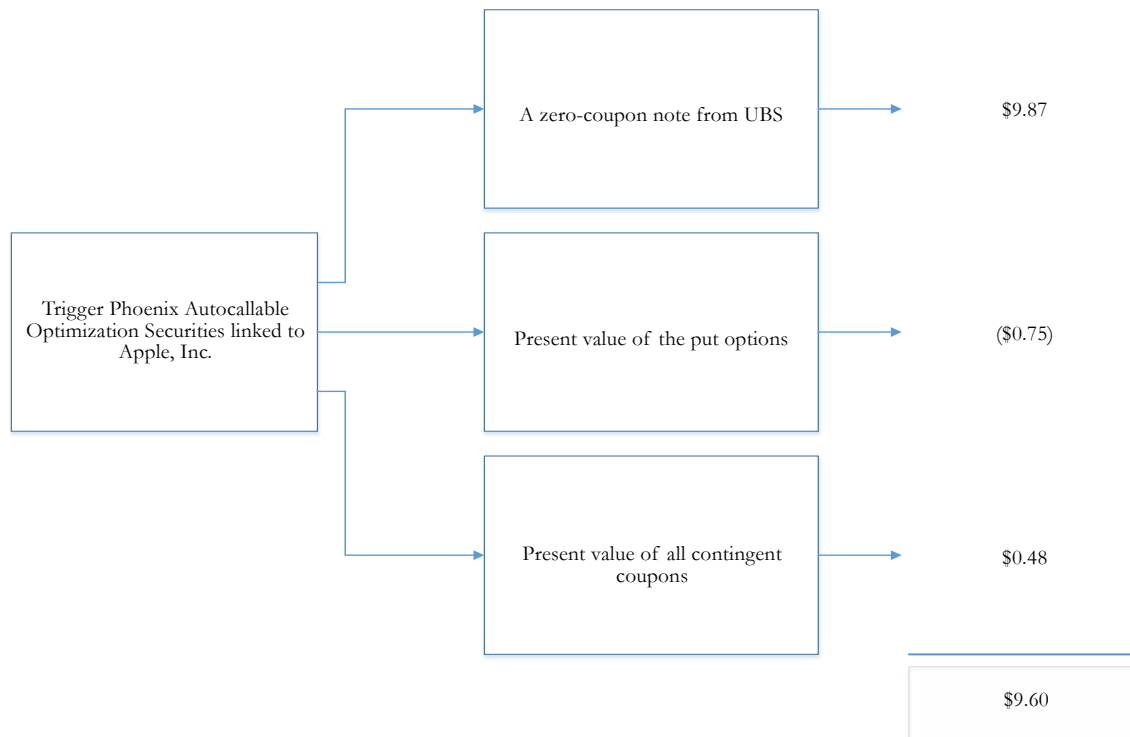 A zero-coupon note from UBS
$9.87
Trigger Phoenix Autocallable
Optimization Securities linked to
Apple, Inc.
Present value of the put options
($0.75)
Present value of all contingent
coupons
$0.48
$9.60